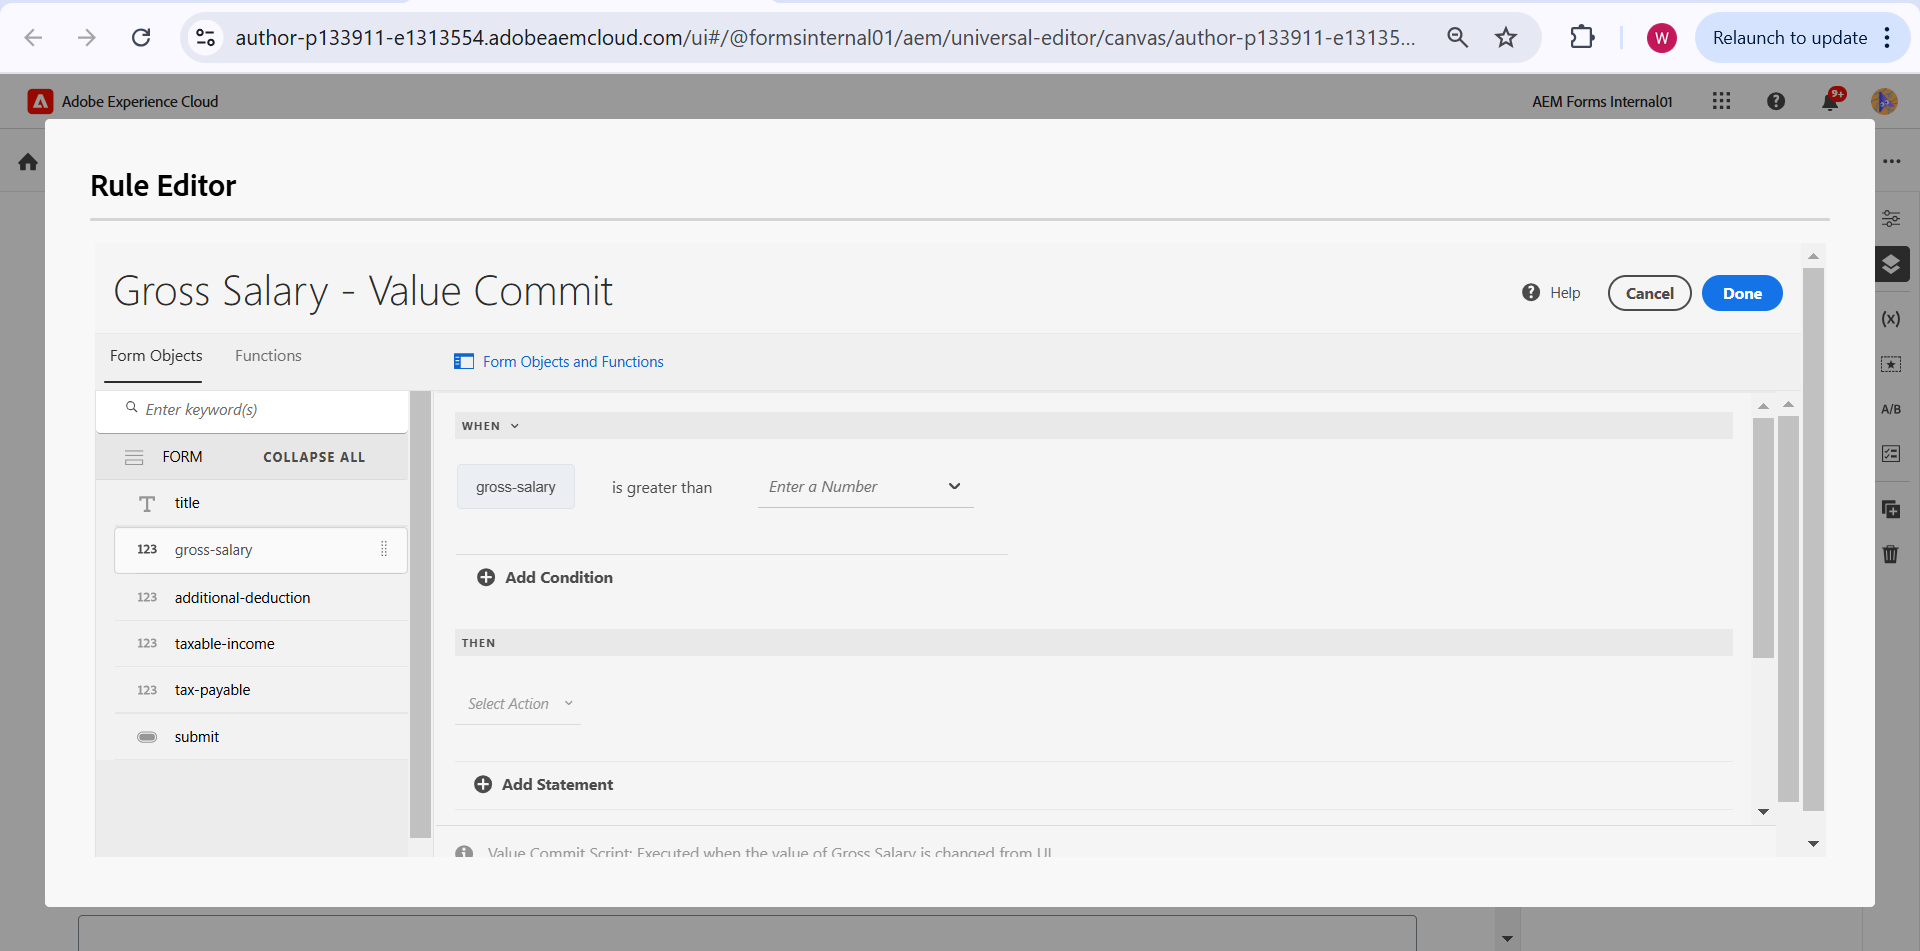 author-p133911-e1313554.adobeaemcloud.com/ui#/@formsinternal01/aem/universal-editor/canvas/author-p133911-e13135...
W
Relaunch to update
Adobe Experience Cloud
AEM Forms Internal01
9+
Rule Editor
Gross Salary - Value Commit
Help
Cancel
Done
Form Objects
Functions
Form Objects and Functions
Enter keyword(s)
WHEN
FORM
COLLAPSE ALL
title
gross-salary
is greater than
Enter a Number
123 gross-salary
Add Condition
123 additional-deduction
123 taxable-income
THEN
123 tax-payable
Select Action
submit
Add Statement
Value Commit Script: Executed when the value of Gross Salary is changed from UI
(x)
A/B